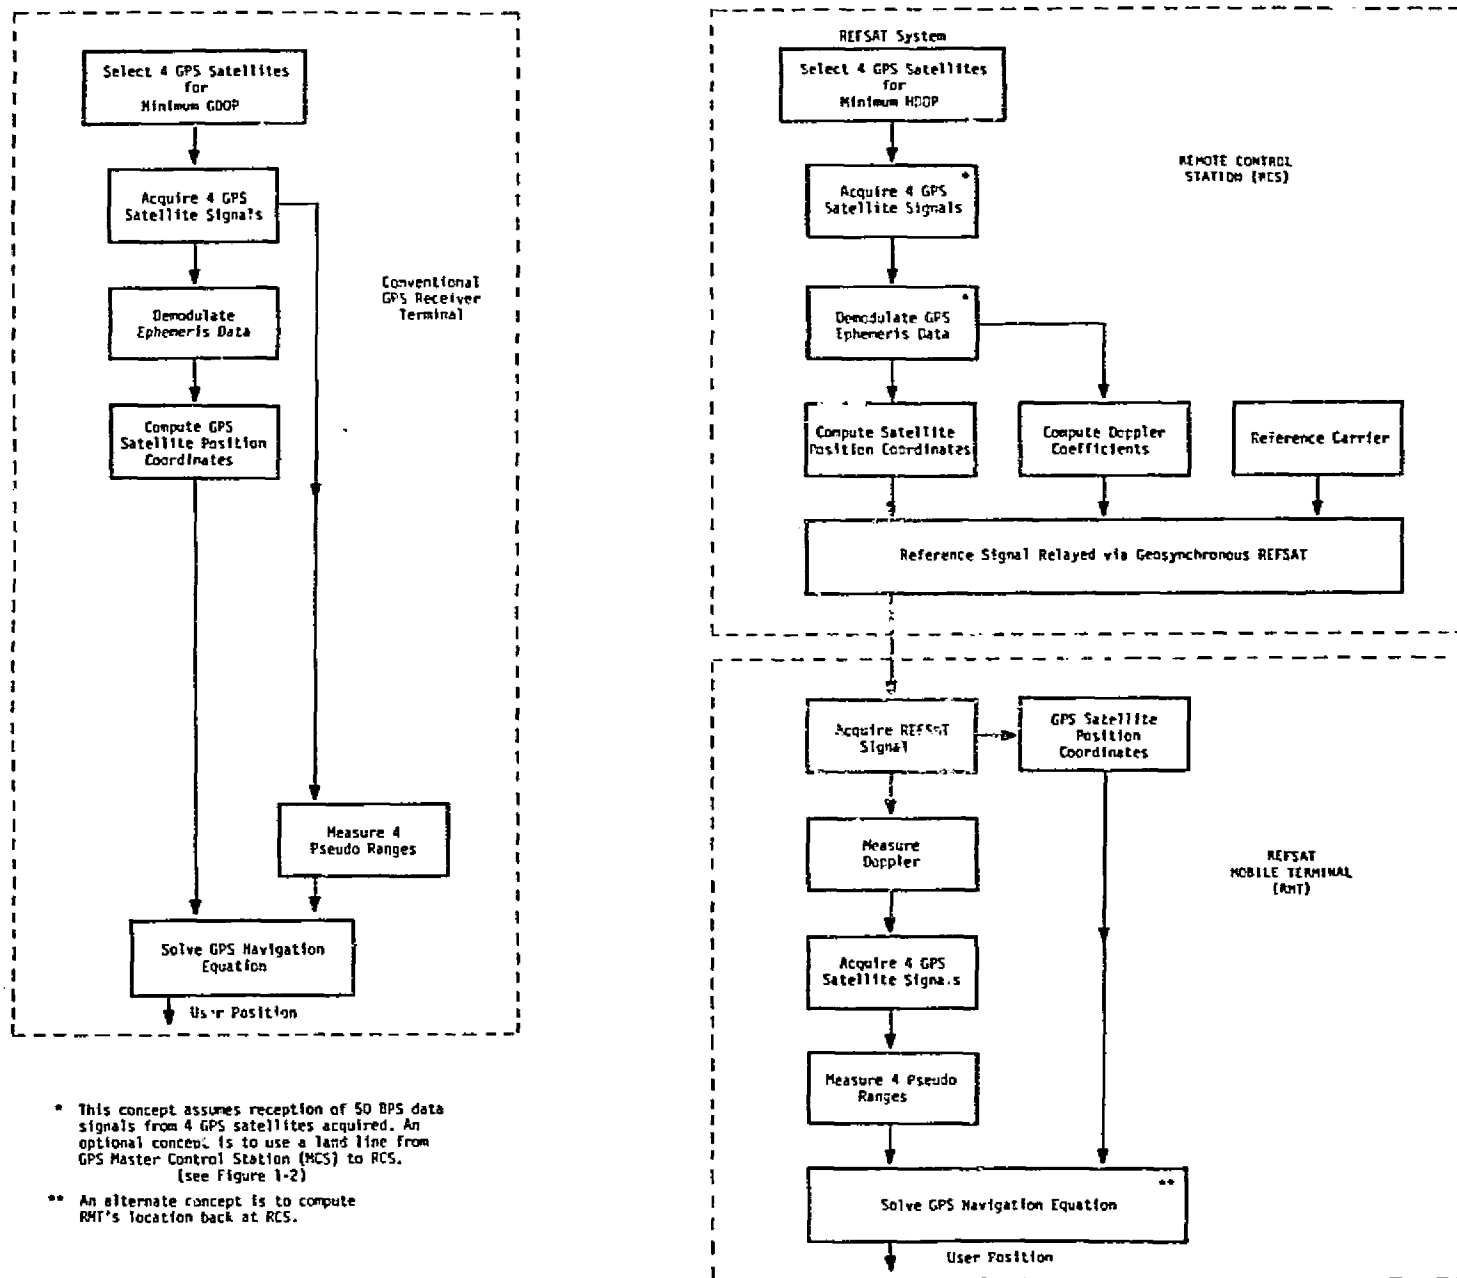 Select 4 GPS Satellites
for
Minimum GDOP
Acquire 4 GPS
Satellite Signals
Demodulate
Ephemeris Data
Compute GPS
Satellite Position
Coordinates
Conventional
GPS Receiver
Terminal
Measure 4
Pseudo Ranges
Solve GPS Navigation
Equation
User Position
* This concept assumes reception of 50 BPS data
signals from 4 GPS satellites acquired. An
optional concept is to use a land line from
GPS Master Control Station (MCS) to RCS.
(see Figure 1-2)
** An alternate concept is to compute
RMT's location back at RCS.
REFSAT System
Select 4 GPS Satellites
for
Minimum HDOP
REMOTE CONTROL
STATION (RCS)
*
Acquire 4 GPS
Satellite Signals
*
Demodulate GPS
Ephemeris Data
Compute Satellite
Position Coordinates
Compute Doppler
Coefficients
Reference Carrier
Reference Signal Relayed via Geosynchronous REFSAT
Acquire REFSAT
Signal
GPS Satellite
Position
Coordinates
Measure
Doppler
REFSAT
MOBILE TERMINAL
(RMT)
Acquire 4 GPS
Satellite Signals
Measure 4 Pseudo
Ranges
**
Solve GPS Navigation Equation
User Position